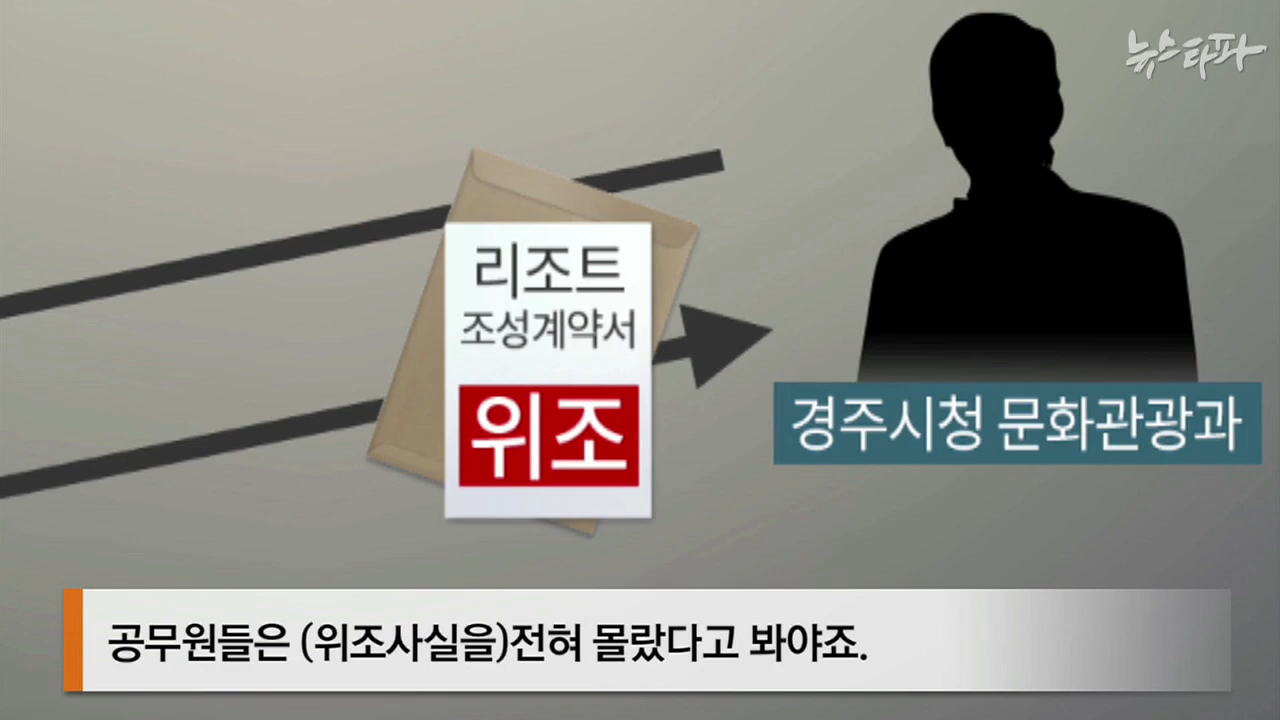 뉴스타파
리조트
조성계약서
위조
경주시청 문화관광과
공무원들은 (위조사실을)전혀 몰랐다고 봐야죠.